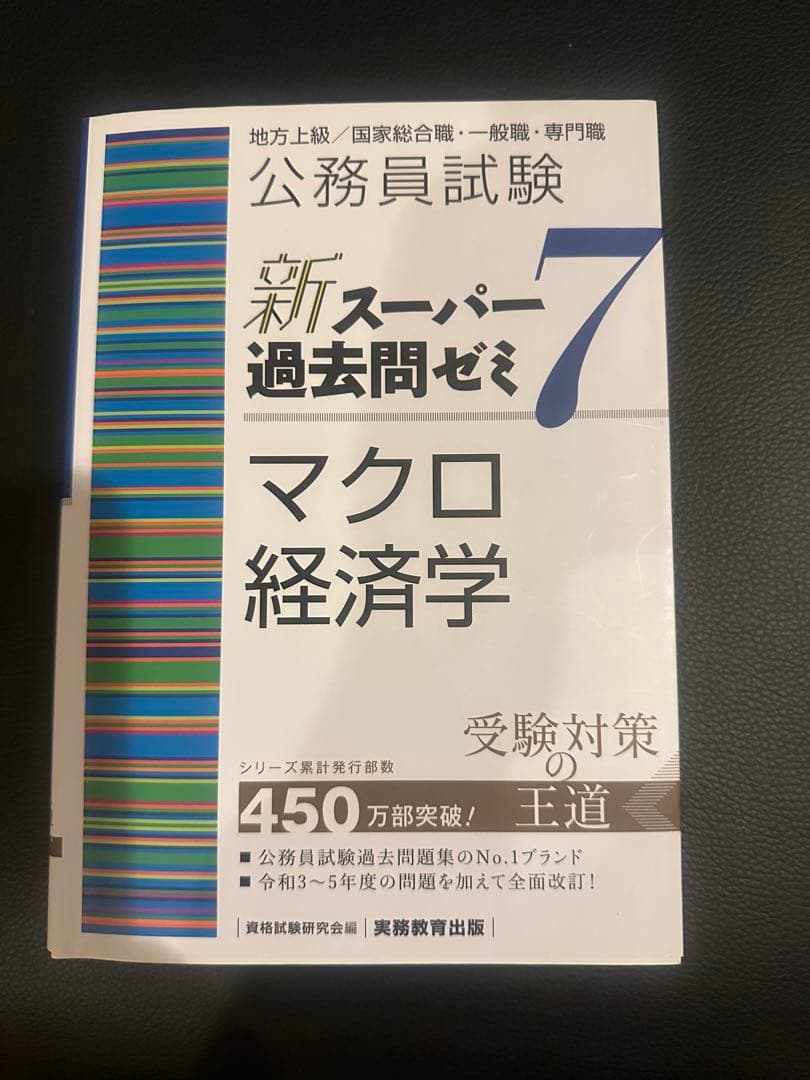 地方上級／国家総合職・一般職・専門職
公務員試験
新スーパー
過去問ゼミ7
マクロ
経済学
受験対策
の
王道
シリーズ累計発行部数
450万部突破!
■ 公務員試験過去問題集のNo.1ブランド
■ 令和3～5年度の問題を加えて全面改訂!
|資格試験研究会編|実務教育出版|